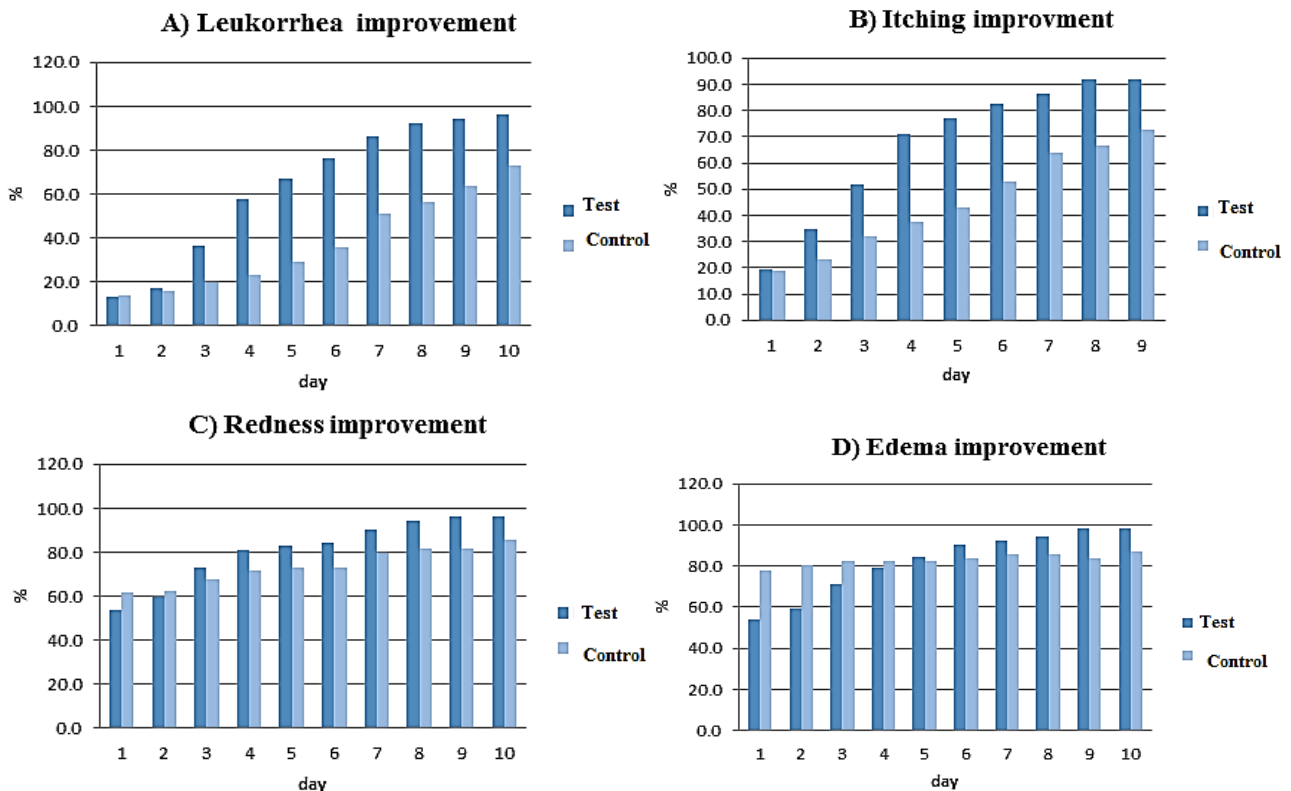 A) Leukorrhea improvement
120.0
100.0
80.0
60.0
40.0
20.0
0.0
%
1 2 3 4 5 6 7 8 9 10
day
Test
Control
B) Itching improvment
100.0
90.0
80.0
70.0
60.0
50.0
40.0
30.0
20.0
10.0
0.0
%
1 2 3 4 5 6 7 8 9
day
Test
Control
C) Redness improvement
120.0
100.0
80.0
60.0
40.0
20.0
0.0
%
1 2 3 4 5 6 7 8 9 10
day
Test
Control
D) Edema improvement
120.0
100.0
80.0
60.0
40.0
20.0
0.0
%
1 2 3 4 5 6 7 8 9 10
day
Test
Control